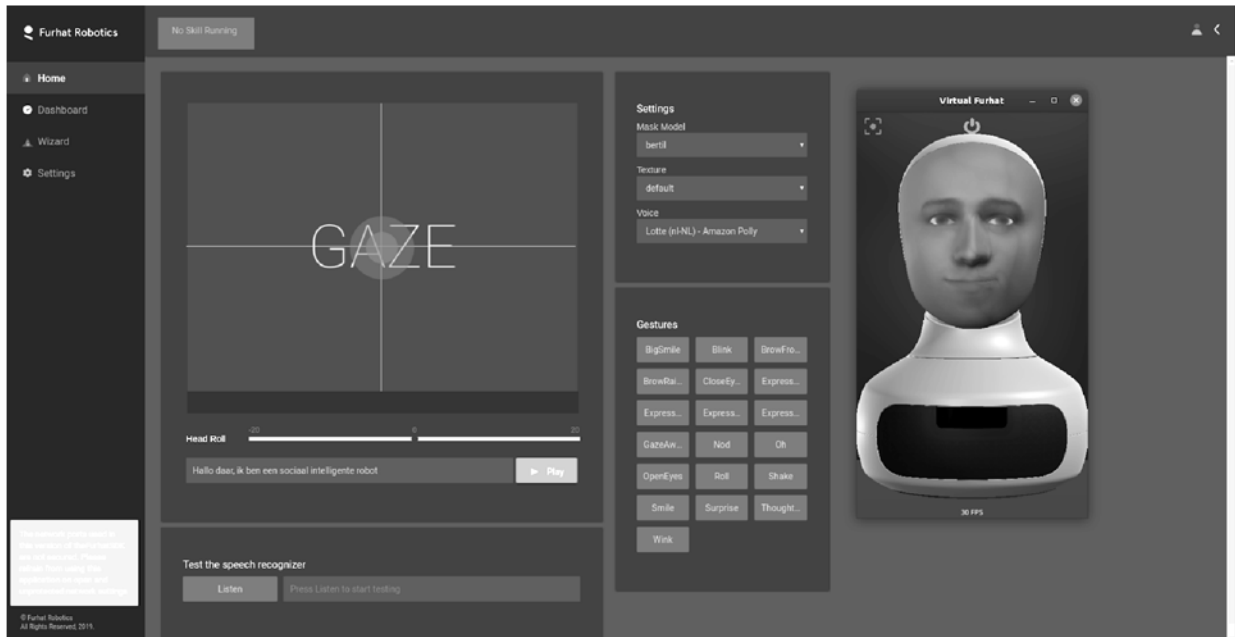 Furhat Robotics
No Skill Running
Home
Dashboard
Wizard
Settings
GAZE
Head Roll
-20
0
20
Hallo daar, ik ben een sociaal intelligente robot
Play
Test the speech recognizer
Listen
Press Listen to start testing
Settings
Mask Model
bertil
Texture
default
Voice
Lotte (nl-NL) - Amazon Polly
Gestures
BigSmile Blink BrowFro...
BrowRai... CloseEy... Express...
Express... Express... Express...
GazeAw... Nod Oh
OpenEyes Roll Shake
Smile Surprise Thought...
Wink
Virtual Furhat
30 FPS
© Furhat Robotics
All Rights Reserved, 2019.